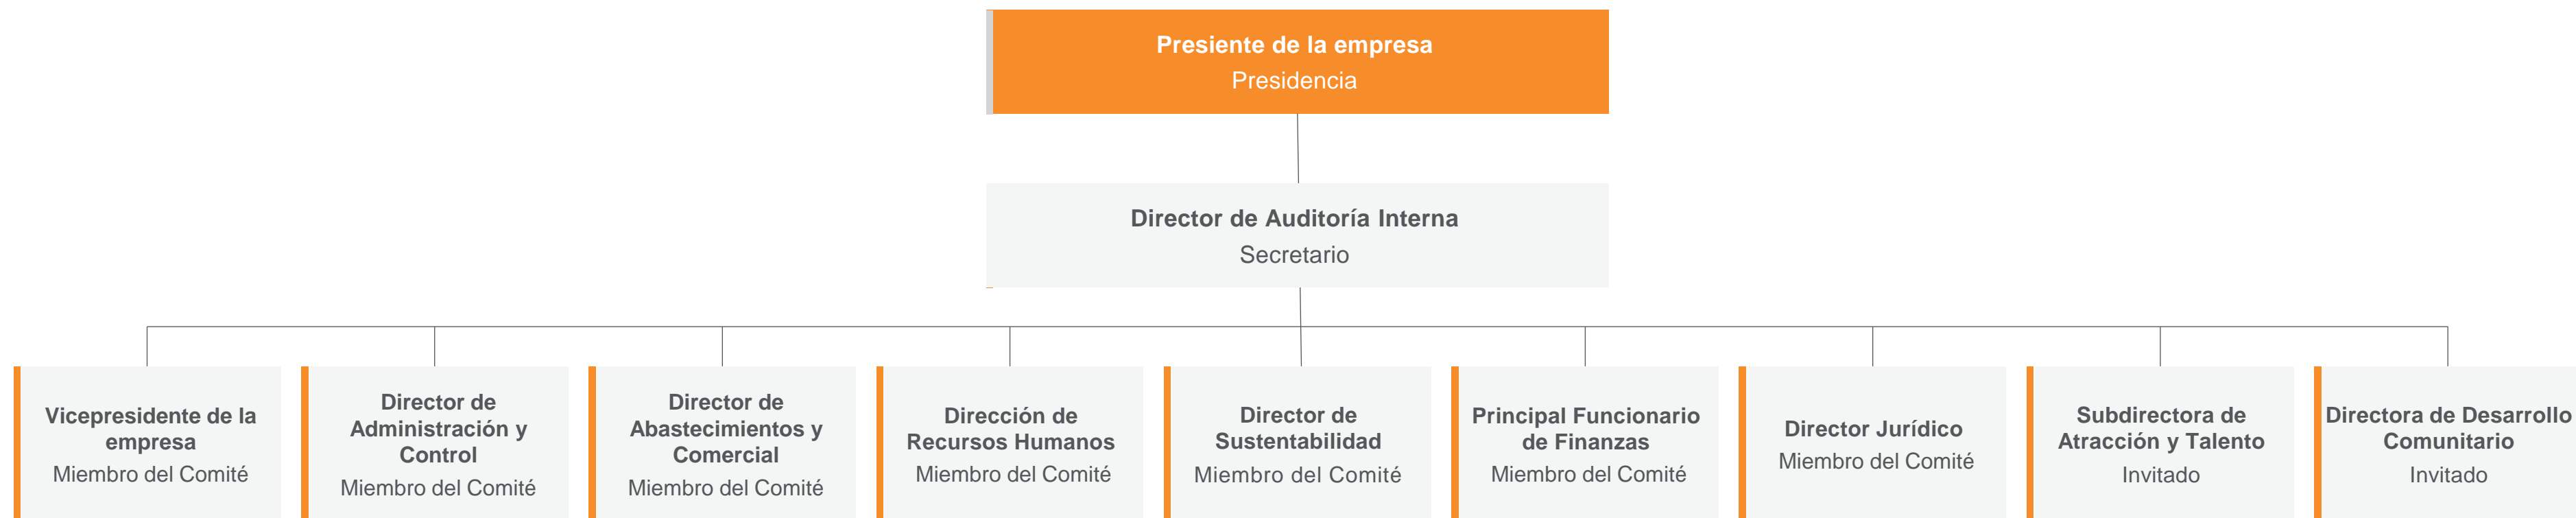 Presiente de la empresa
Presidencia
Director de Auditoría Interna
Secretario
Vicepresidente de la
empresa
Miembro del Comité
Director de
Administración y
Control
Miembro del Comité
Director de
Abastecimientos y
Comercial
Miembro del Comité
Dirección de
Recursos Humanos
Miembro del Comité
Director de
Sustentabilidad
Miembro del Comité
Principal Funcionario
de Finanzas
Miembro del Comité
Director Jurídico
Miembro del Comité
Subdirectora de
Atracción y Talento
Invitado
Directora de Desarrollo
Comunitario
Invitado